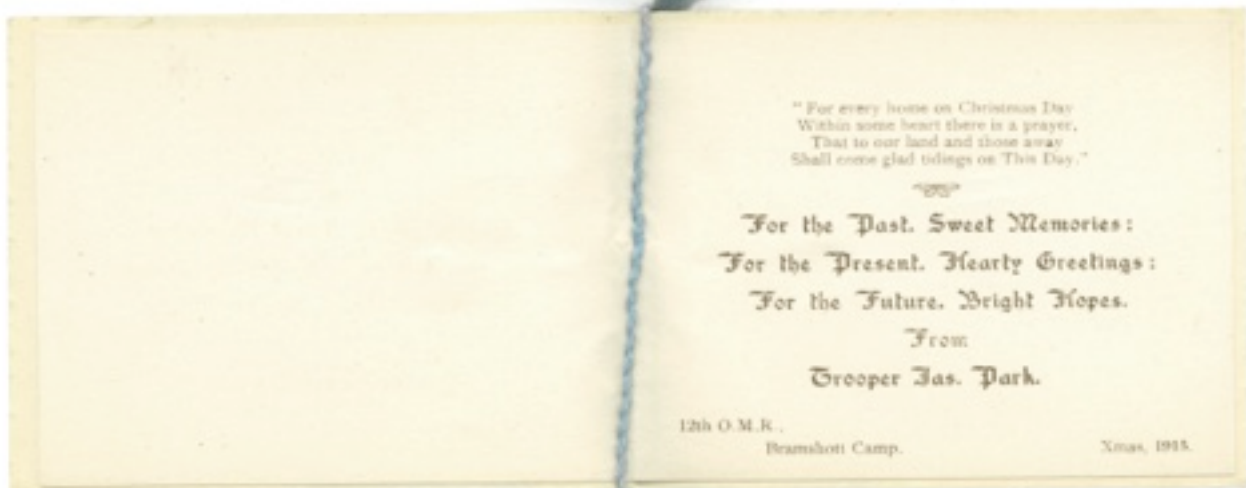 "For every home on Christmas Day
Within some heart there is a prayer,
That to our land and those away
Shall come glad tidings on This Day."
For the Past. Sweet Memories:
For the Present. Hearty Greetings:
For the Future. Bright Hopes.
From
Trooper Jas. Park.
12th O.M.R.,
Bramshott Camp. Xmas, 1915.